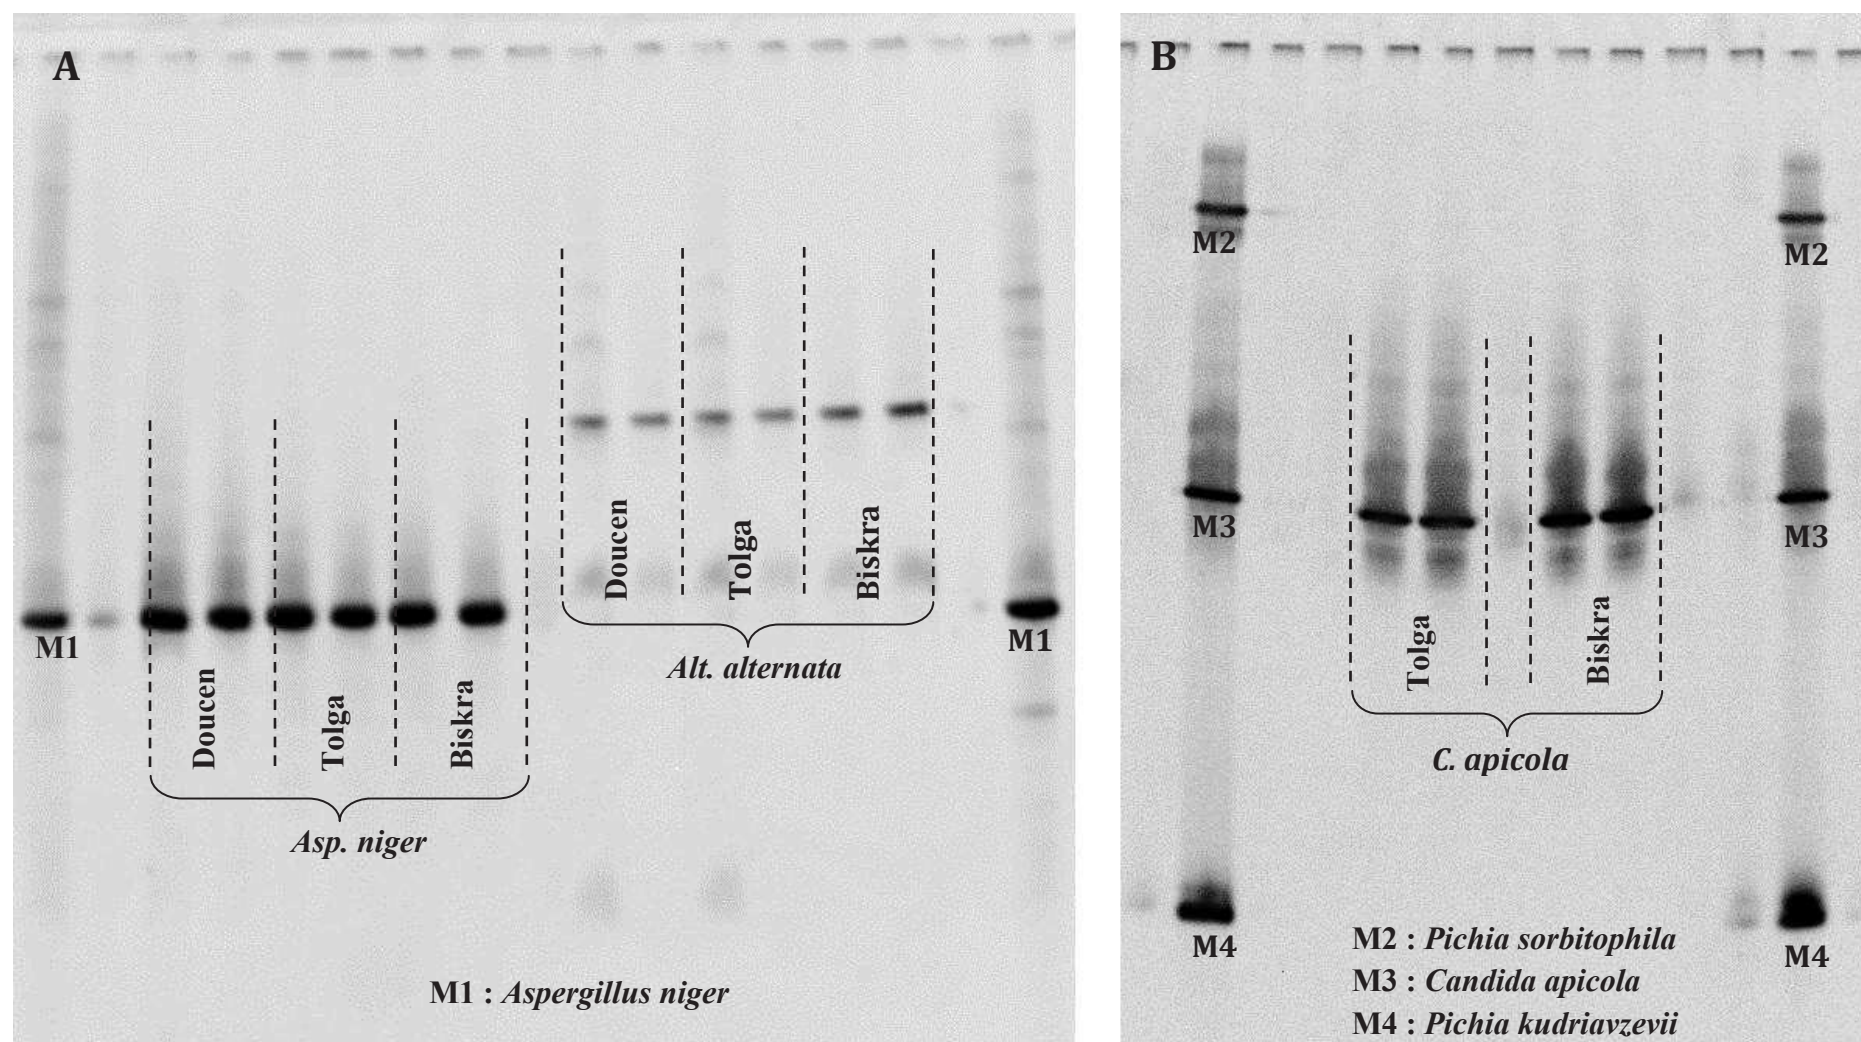 A
M1
Doucen
Tolga
Biskra
Asp. niger
Doucen
Tolga
Biskra
Alt. alternata
M1
M1 : Aspergillus niger
B
M2
M3
M4
Tolga
Biskra
C. apicola
M2
M3
M4
M2 : Pichia sorbitophila
M3 : Candida apicola
M4 : Pichia kudriavzevii